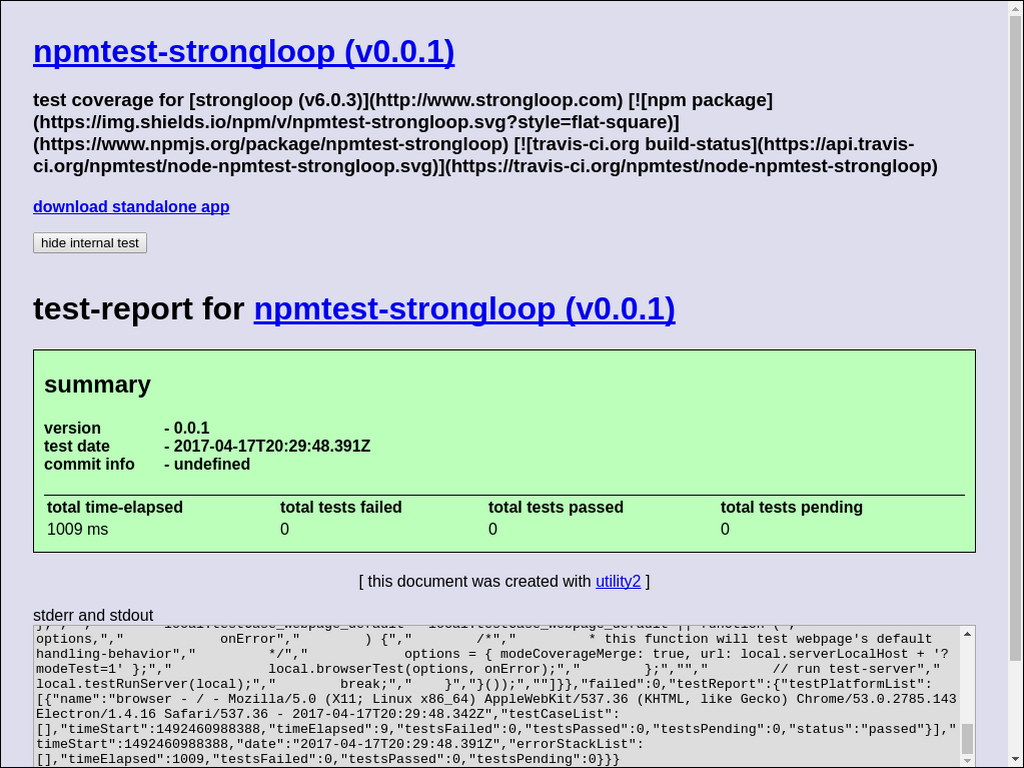 npmtest-strongloop (v0.0.1)
test coverage for [strongloop (v6.0.3)](http://www.strongloop.com) [![npm package]
(https://img.shields.io/npm/v/npmtest-strongloop.svg?style=flat-square)]
(https://www.npmjs.org/package/npmtest-strongloop) [![travis-ci.org build-status](https://api.travis-
ci.org/npmtest/node-npmtest-strongloop.svg)](https://travis-ci.org/npmtest/node-npmtest-strongloop)
download standalone app
hide internal test
test-report for npmtest-strongloop (v0.0.1)
summary
version - 0.0.1
test date - 2017-04-17T20:29:48.391Z
commit info - undefined
total time-elapsed total tests failed total tests passed total tests pending
1009 ms 0 0 0
[ this document was created with utility2 ]
stderr and stdout
options,","            onError","        ) {","        /*","         * this function will test webpage's default
handling-behavior","         */","            options = { modeCoverageMerge: true, url: local.serverLocalHost + '?
modeTest=1' };","            local.browserTest(options, onError);","        };","","        // run test-server","
local.testRunServer(local);","        break;","    }","}());",""]}},"failed":0,"testReport":{"testPlatformList":
[{"name":"browser - / - Mozilla/5.0 (X11; Linux x86_64) AppleWebKit/537.36 (KHTML, like Gecko) Chrome/53.0.2785.143
Electron/1.4.16 Safari/537.36 - 2017-04-17T20:29:48.342Z","testCaseList":
[],"timeStart":1492460988388,"timeElapsed":9,"testsFailed":0,"testsPassed":0,"testsPending":0,"status":"passed"}],"
timeStart":1492460988388,"date":"2017-04-17T20:29:48.391Z","errorStackList":
[],"timeElapsed":1009,"testsFailed":0,"testsPassed":0,"testsPending":0}}}